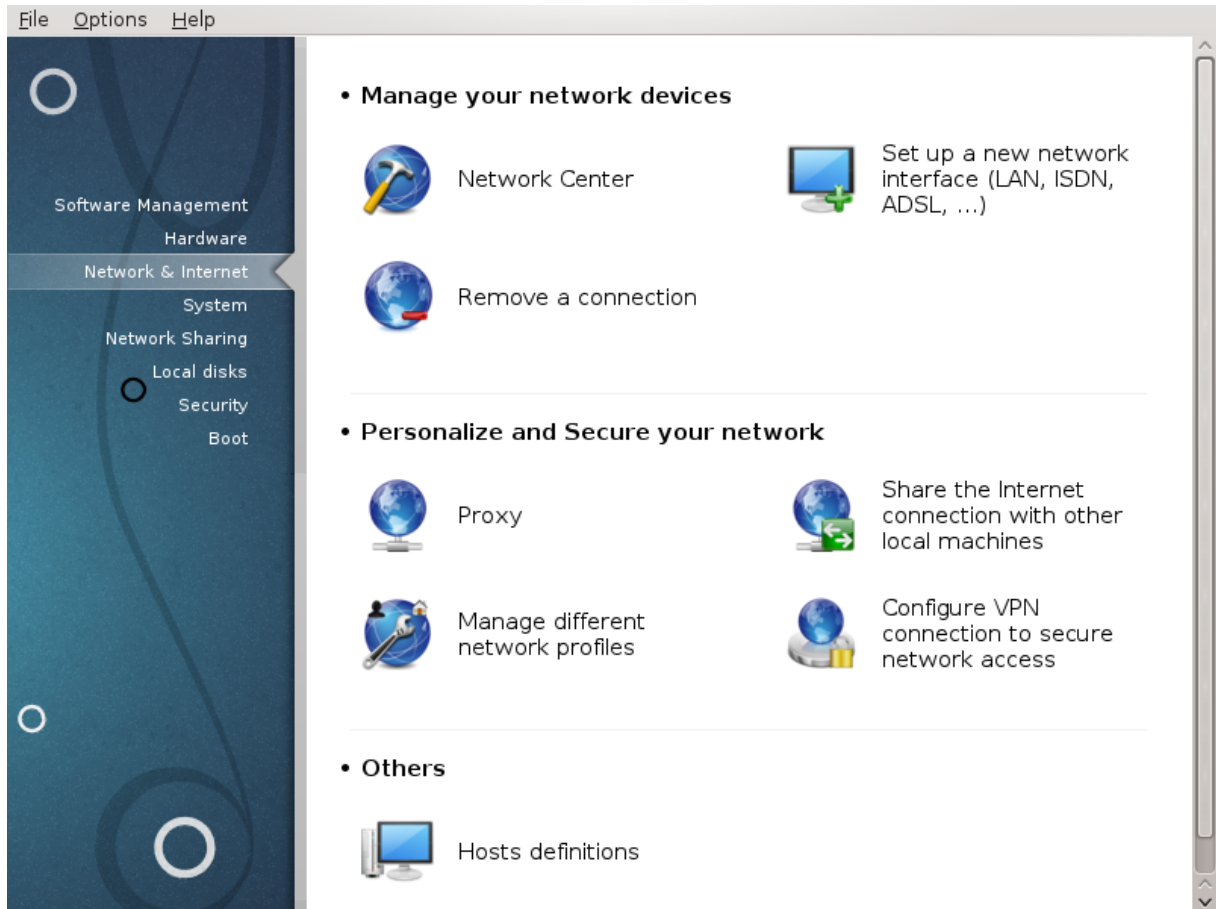 File Options Help
Software Management
Hardware
Network & Internet
System
Network Sharing
Local disks
Security
Boot
• Manage your network devices
Network Center
Set up a new network
interface (LAN, ISDN,
ADSL, ...)
Remove a connection
• Personalize and Secure your network
Proxy
Share the Internet
connection with other
local machines
Manage different
network profiles
Configure VPN
connection to secure
network access
• Others
Hosts definitions